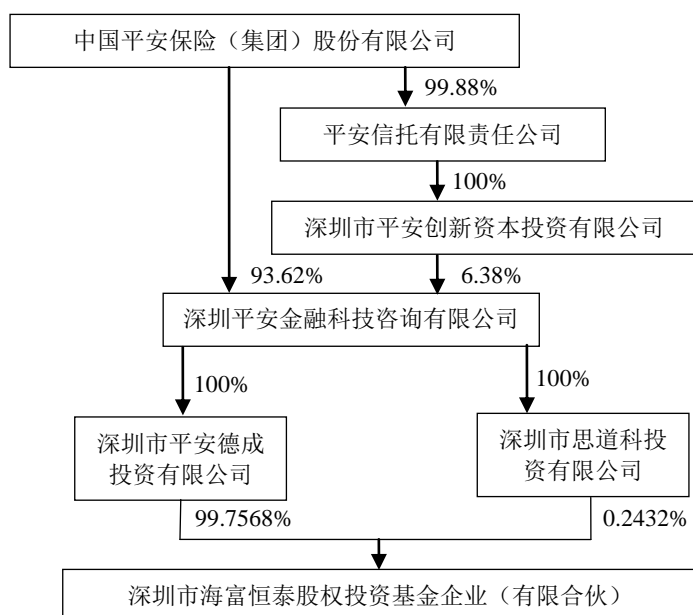 中国平安保险（集团）股份有限公司
99.88%
平安信托有限责任公司
100%
深圳市平安创新资本投资有限公司
93.62%
6.38%
深圳平安金融科技咨询有限公司
100%
100%
深圳市平安德成
投资有限公司
深圳市思道科投
资有限公司
99.7568%
0.2432%
深圳市海富恒泰股权投资基金企业（有限合伙）